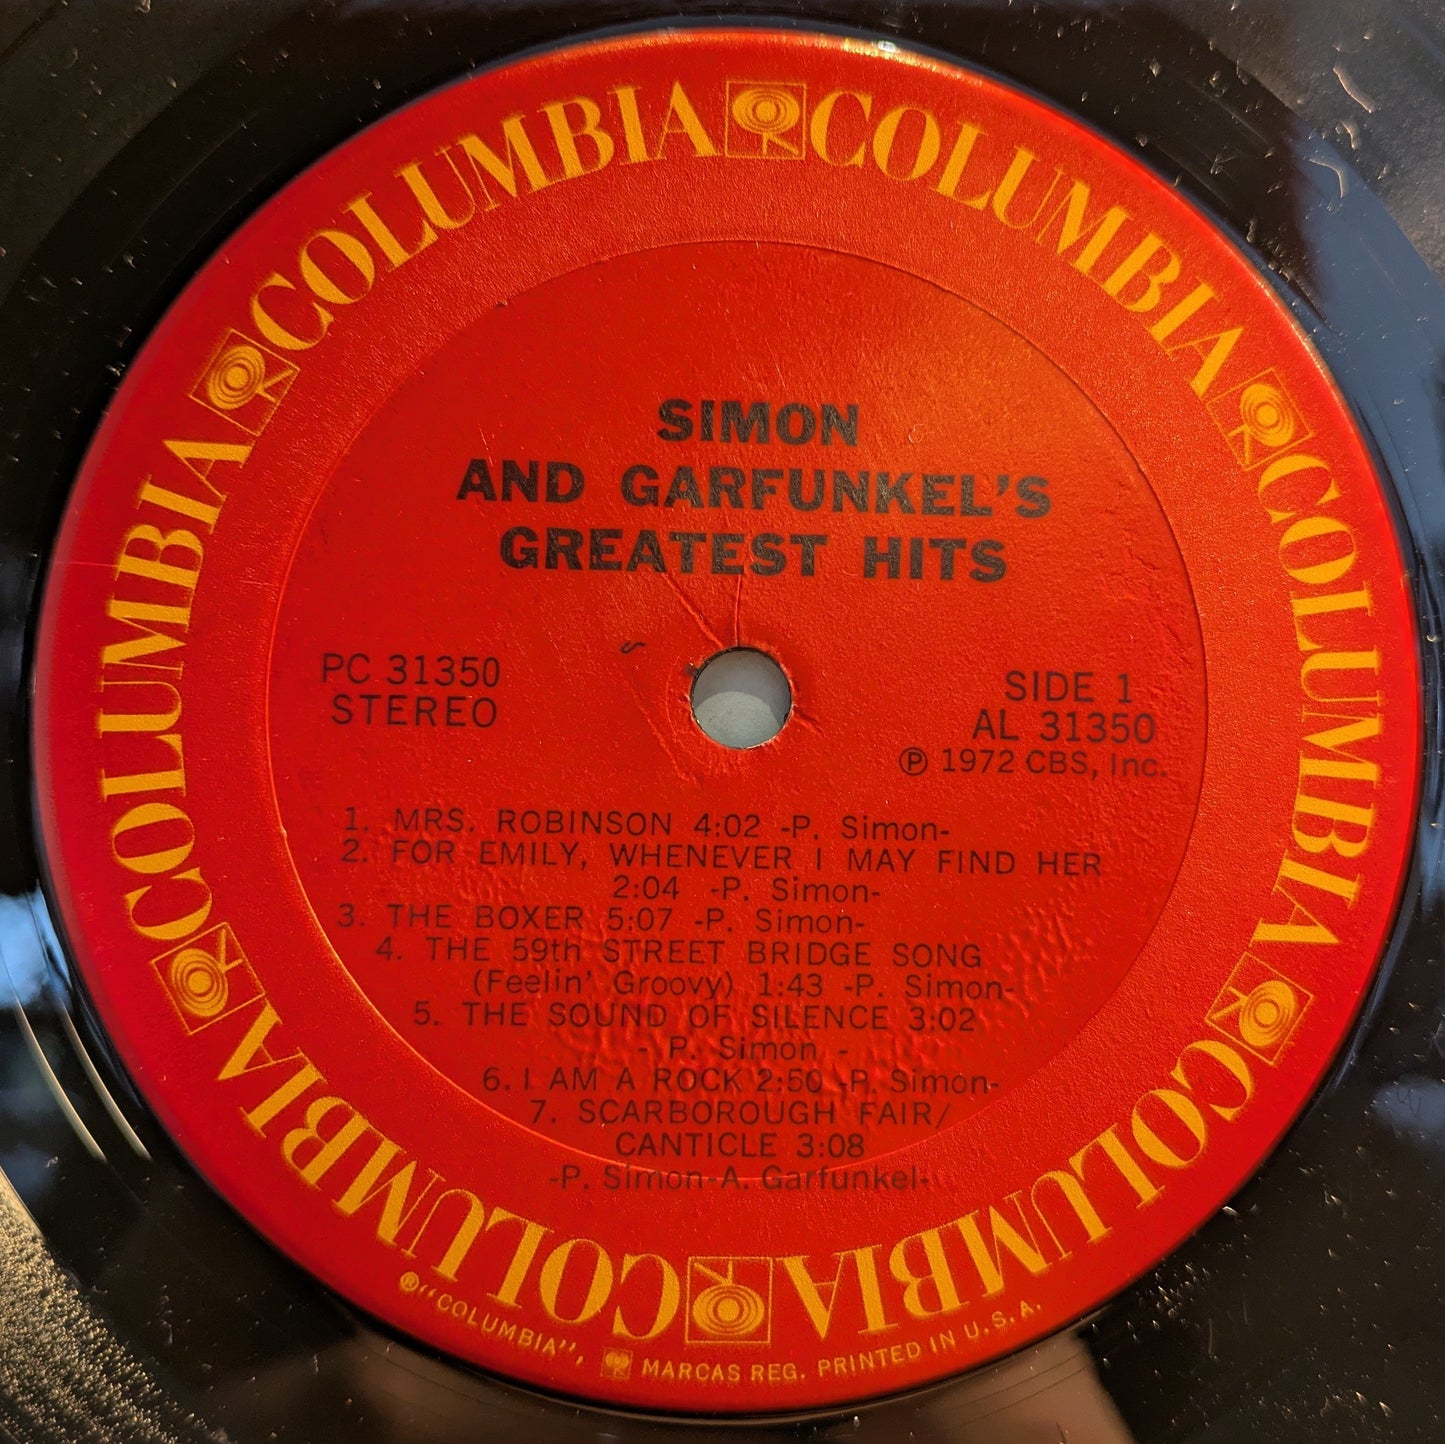 COLUMBIA COLUMBIA COLUMBIA COLUMBIA COLUMBIA COLUMBIA
SIMON
AND GARFUNKEL'S
GREATEST HITS
PC 31350
STEREO
SIDE 1
AL 31350
Ⓟ 1972 CBS, Inc.
1. MRS. ROBINSON 4:02 -P. Simon-
2. FOR EMILY, WHENEVER I MAY FIND HER
2:04 -P. Simon-
3. THE BOXER 5:07 -P. Simon-
4. THE 59th STREET BRIDGE SONG
(Feelin' Groovy) 1:43 -P. Simon-
5. THE SOUND OF SILENCE 3:02
- P. Simon -
6. I AM A ROCK 2:50 -P. Simon-
7. SCARBOROUGH FAIR/
CANTICLE 3:08
-P. Simon-A. Garfunkel-
® "COLUMBIA", MARCAS REG. PRINTED IN U.S.A.